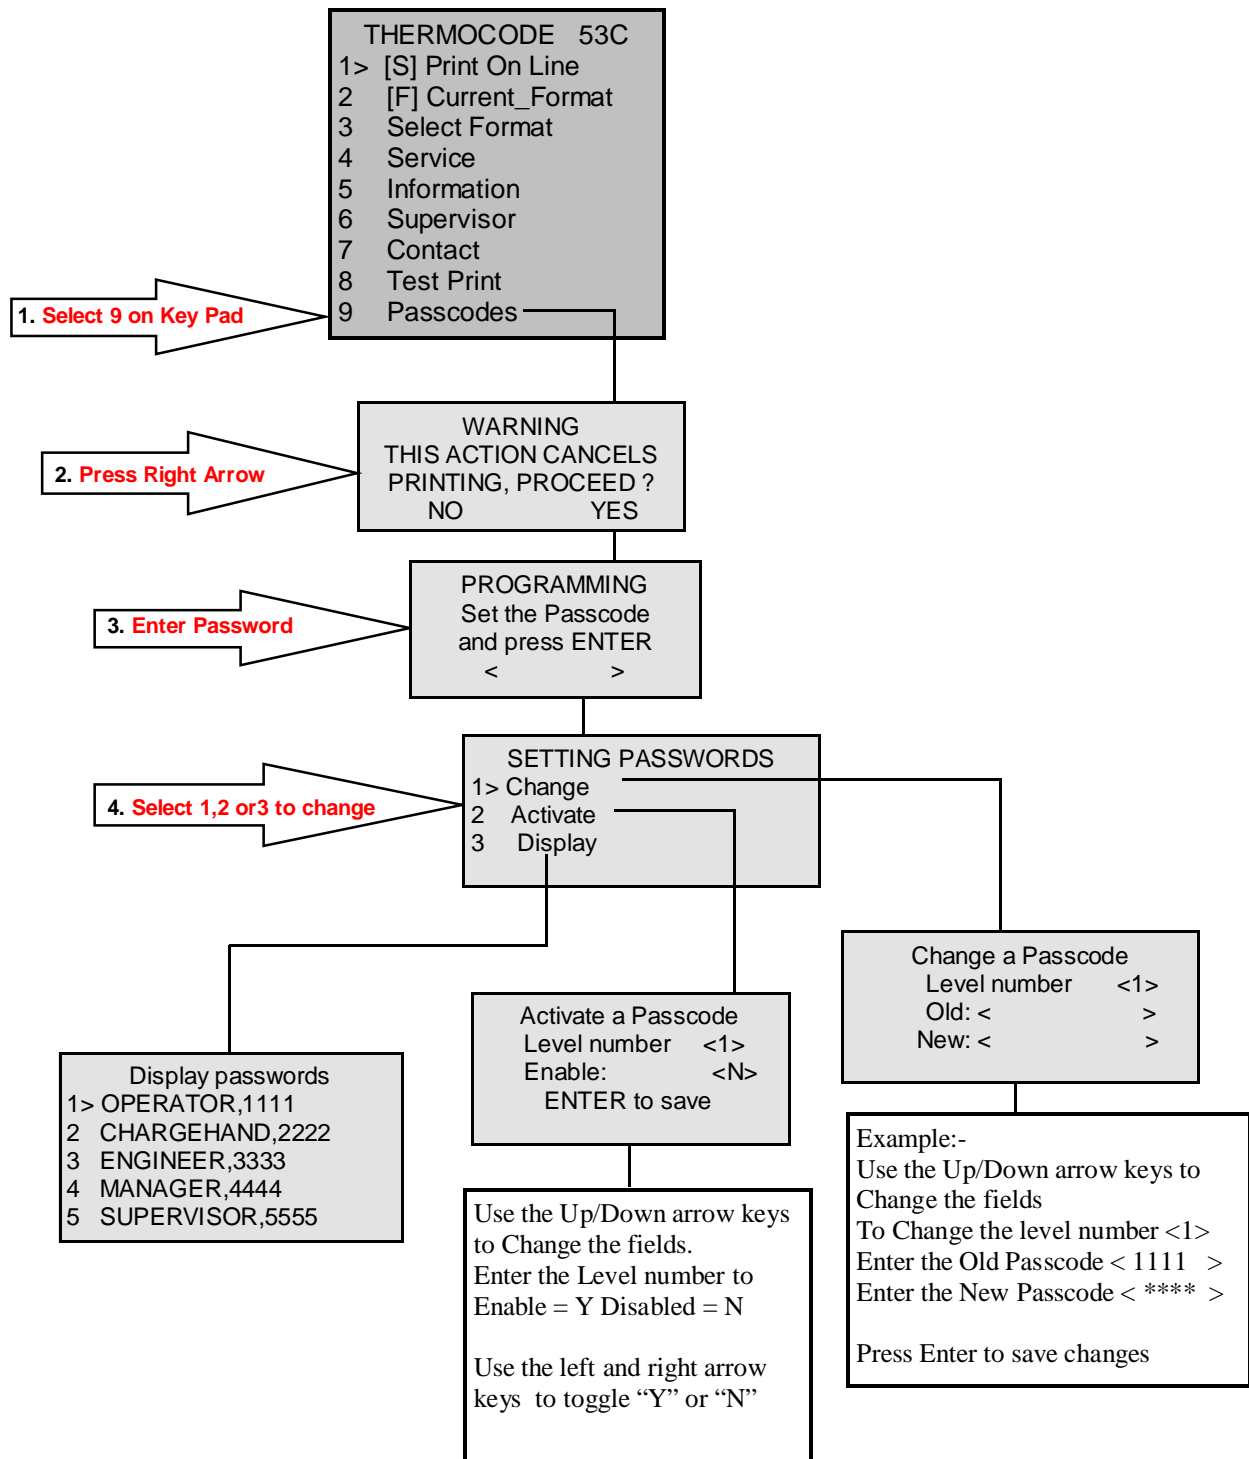 THERMOCODE 53C
1> [S] Print On Line
2 [F] Current_Format
3 Select Format
4 Service
5 Information
6 Supervisor
7 Contact
8 Test Print
9 Passcodes
1. Select 9 on Key Pad
WARNING
THIS ACTION CANCELS
PRINTING, PROCEED ?
NO YES
2. Press Right Arrow
PROGRAMMING
Set the Passcode
and press ENTER
< >
3. Enter Password
SETTING PASSWORDS
1> Change
2 Activate
3 Display
4. Select 1,2 or3 to change
Display passwords
1> OPERATOR,1111
2 CHARGEHAND,2222
3 ENGINEER,3333
4 MANAGER,4444
5 SUPERVISOR,5555
Activate a Passcode
Level number <1>
Enable: <N>
ENTER to save
Use the Up/Down arrow keys
to Change the fields.
Enter the Level number to
Enable = Y Disabled = N
Use the left and right arrow
keys to toggle “Y” or “N”
Change a Passcode
Level number <1>
Old: < >
New: < >
Example:-
Use the Up/Down arrow keys to
Change the fields
To Change the level number <1>
Enter the Old Passcode < 1111 >
Enter the New Passcode < **** >
Press Enter to save changes